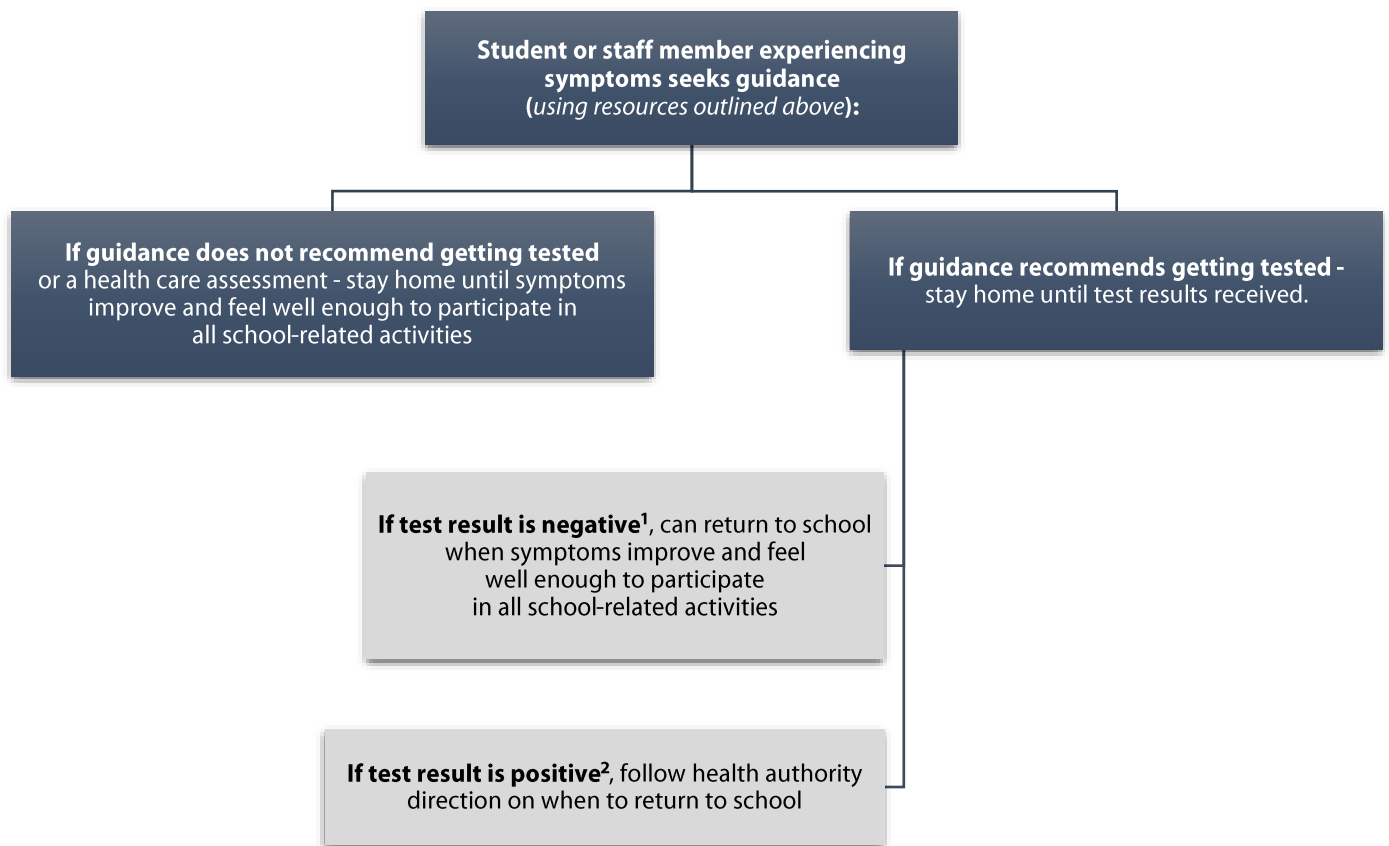 Student or staff member experiencing
symptoms seeks guidance
(using resources outlined above):
If guidance does not recommend getting tested
or a health care assessment - stay home until symptoms
improve and feel well enough to participate in
all school-related activities
If guidance recommends getting tested -
stay home until test results received.
If test result is negative¹, can return to school
when symptoms improve and feel
well enough to participate
in all school-related activities
If test result is positive², follow health authority
direction on when to return to school